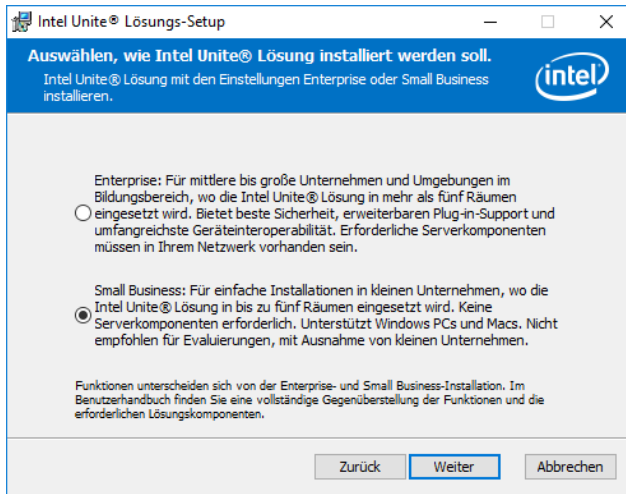 Intel Unite® Lösungs-Setup
Auswählen, wie Intel Unite® Lösung installiert werden soll.
Intel Unite® Lösung mit den Einstellungen Enterprise oder Small Business
installieren.
intel
Enterprise: Für mittlere bis große Unternehmen und Umgebungen im
Bildungsbereich, wo die Intel Unite® Lösung in mehr als fünf Räumen
eingesetzt wird. Bietet beste Sicherheit, erweiterbaren Plug-in-Support und
umfangreichste Geräteinteroperabilität. Erforderliche Serverkomponenten
müssen in Ihrem Netzwerk vorhanden sein.
Small Business: Für einfache Installationen in kleinen Unternehmen, wo die
Intel Unite® Lösung in bis zu fünf Räumen eingesetzt wird. Keine
Serverkomponenten erforderlich. Unterstützt Windows PCs und Macs. Nicht
empfohlen für Evaluierungen, mit Ausnahme von kleinen Unternehmen.
Funktionen unterscheiden sich von der Enterprise- und Small Business-Installation. Im
Benutzerhandbuch finden Sie eine vollständige Gegenüberstellung der Funktionen und die
erforderlichen Lösungskomponenten.
Zurück Weiter Abbrechen